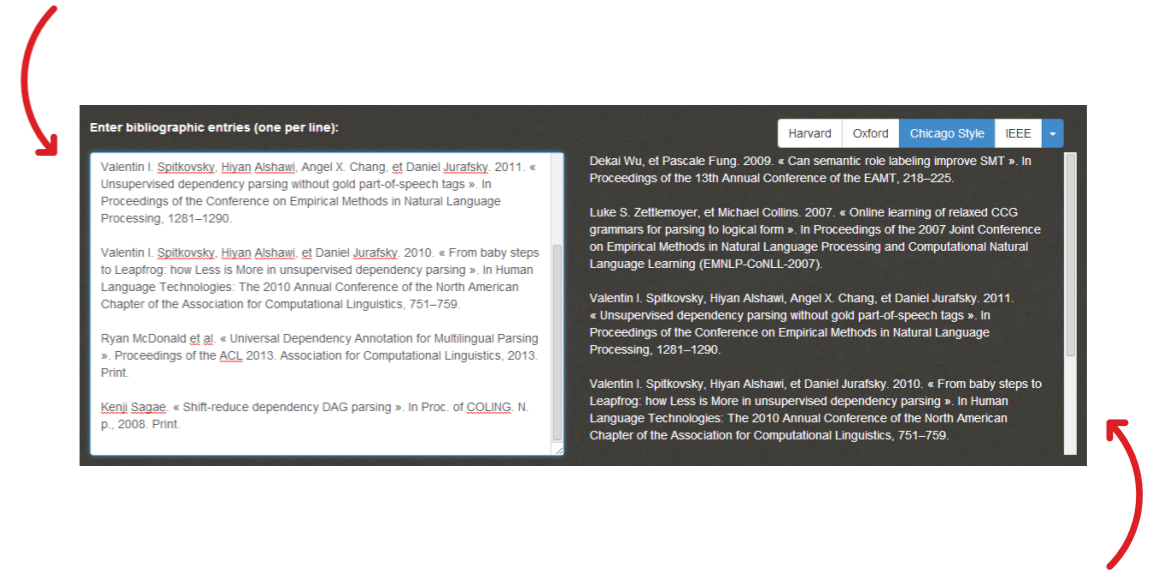 Enter bibliographic entries (one per line):
Harvard Oxford Chicago Style IEEE
Valentin I. Spitkovsky, Hiyan Alshawi, Angel X. Chang, et Daniel Jurafsky. 2011. «
Unsupervised dependency parsing without gold part-of-speech tags ». In
Proceedings of the Conference on Empirical Methods in Natural Language
Processing, 1281–1290.
Valentin I. Spitkovsky, Hiyan Alshawi, et Daniel Jurafsky. 2010. « From baby steps
to Leapfrog: how Less is More in unsupervised dependency parsing ». In Human
Language Technologies: The 2010 Annual Conference of the North American
Chapter of the Association for Computational Linguistics, 751–759.
Ryan McDonald et al. « Universal Dependency Annotation for Multilingual Parsing
». Proceedings of the ACL 2013. Association for Computational Linguistics, 2013.
Print.
Kenji Sagae. « Shift-reduce dependency DAG parsing ». In Proc. of COLING. N.
p., 2008. Print.
Dekai Wu, et Pascale Fung. 2009. « Can semantic role labeling improve SMT ». In
Proceedings of the 13th Annual Conference of the EAMT, 218–225.
Luke S. Zettlemoyer, et Michael Collins. 2007. « Online learning of relaxed CCG
grammars for parsing to logical form ». In Proceedings of the 2007 Joint Conference
on Empirical Methods in Natural Language Processing and Computational Natural
Language Learning (EMNLP-CoNLL-2007).
Valentin I. Spitkovsky, Hiyan Alshawi, Angel X. Chang, et Daniel Jurafsky. 2011.
« Unsupervised dependency parsing without gold part-of-speech tags ». In
Proceedings of the Conference on Empirical Methods in Natural Language
Processing, 1281–1290.
Valentin I. Spitkovsky, Hiyan Alshawi, et Daniel Jurafsky. 2010. « From baby steps to
Leapfrog: how Less is More in unsupervised dependency parsing ». In Human
Language Technologies: The 2010 Annual Conference of the North American
Chapter of the Association for Computational Linguistics, 751–759.